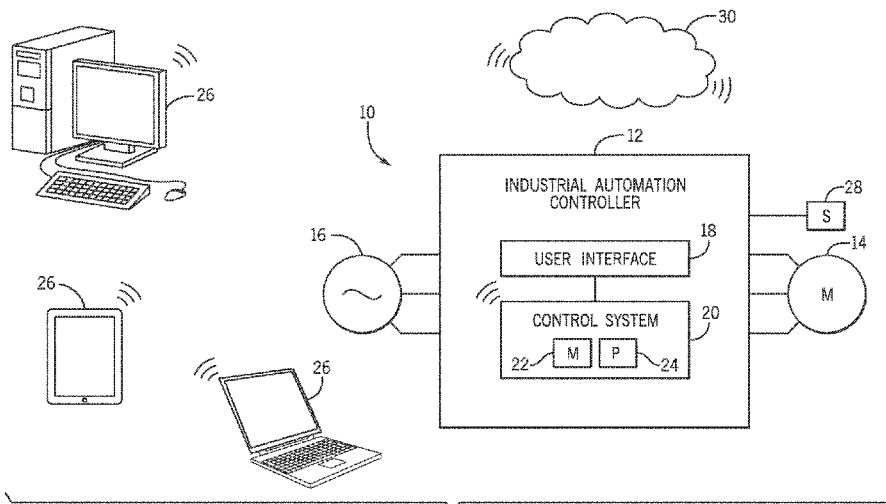 30
26
10
12
INDUSTRIAL AUTOMATION
CONTROLLER
28
S
16
18
14
USER INTERFACE
M
26
CONTROL SYSTEM
20
22
M
P
24
26